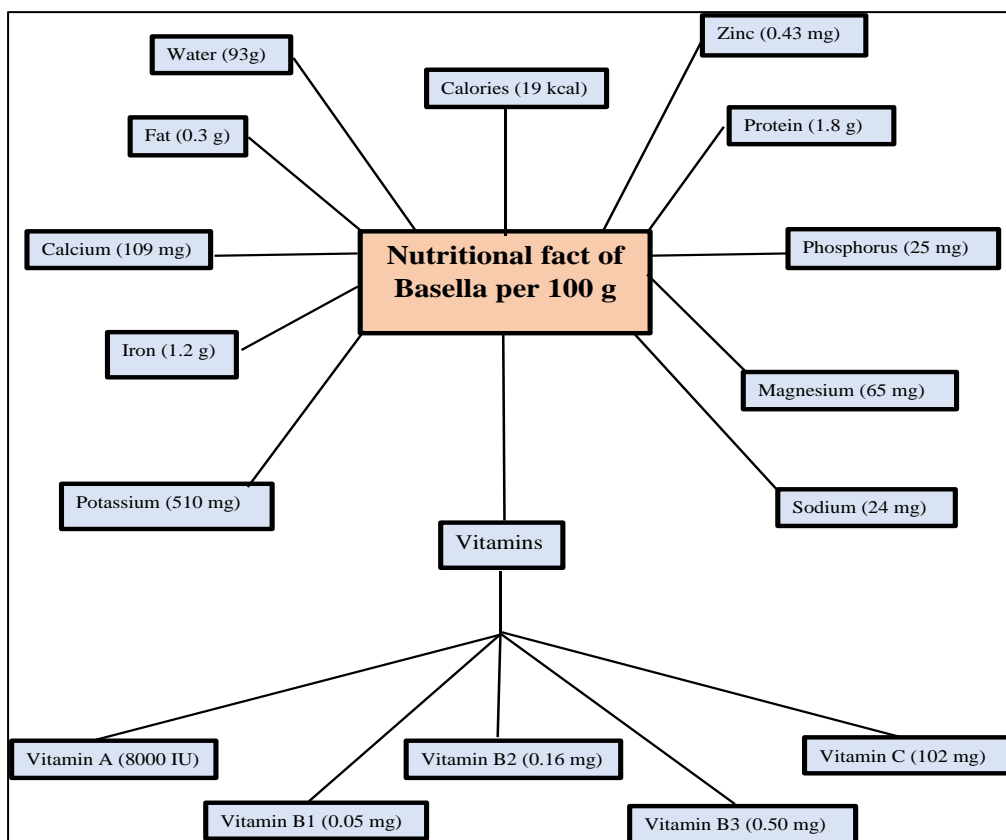 Zinc (0.43 mg)
Water (93g)
Calories (19 kcal)
Protein (1.8 g)
Fat (0.3 g)
Nutritional fact of
Basella per 100 g
Calcium (109 mg)
Phosphorus (25 mg)
Iron (1.2 g)
Magnesium (65 mg)
Potassium (510 mg)
Sodium (24 mg)
Vitamins
Vitamin A (8000 IU)
Vitamin B2 (0.16 mg)
Vitamin C (102 mg)
Vitamin B1 (0.05 mg)
Vitamin B3 (0.50 mg)